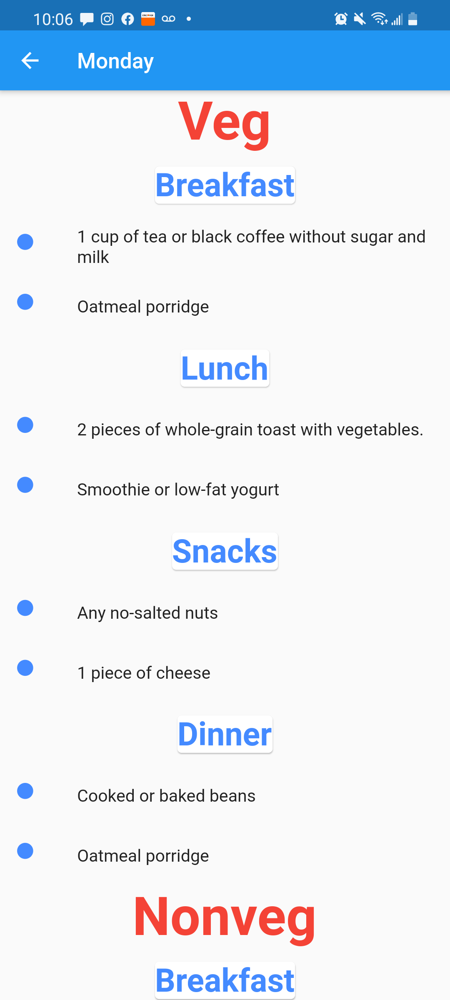 10:06
DISCOVER
Monday
Veg
Breakfast
1 cup of tea or black coffee without sugar and
milk
Oatmeal porridge
Lunch
2 pieces of whole-grain toast with vegetables.
Smoothie or low-fat yogurt
Snacks
Any no-salted nuts
1 piece of cheese
Dinner
Cooked or baked beans
Oatmeal porridge
Nonveg
Breakfast